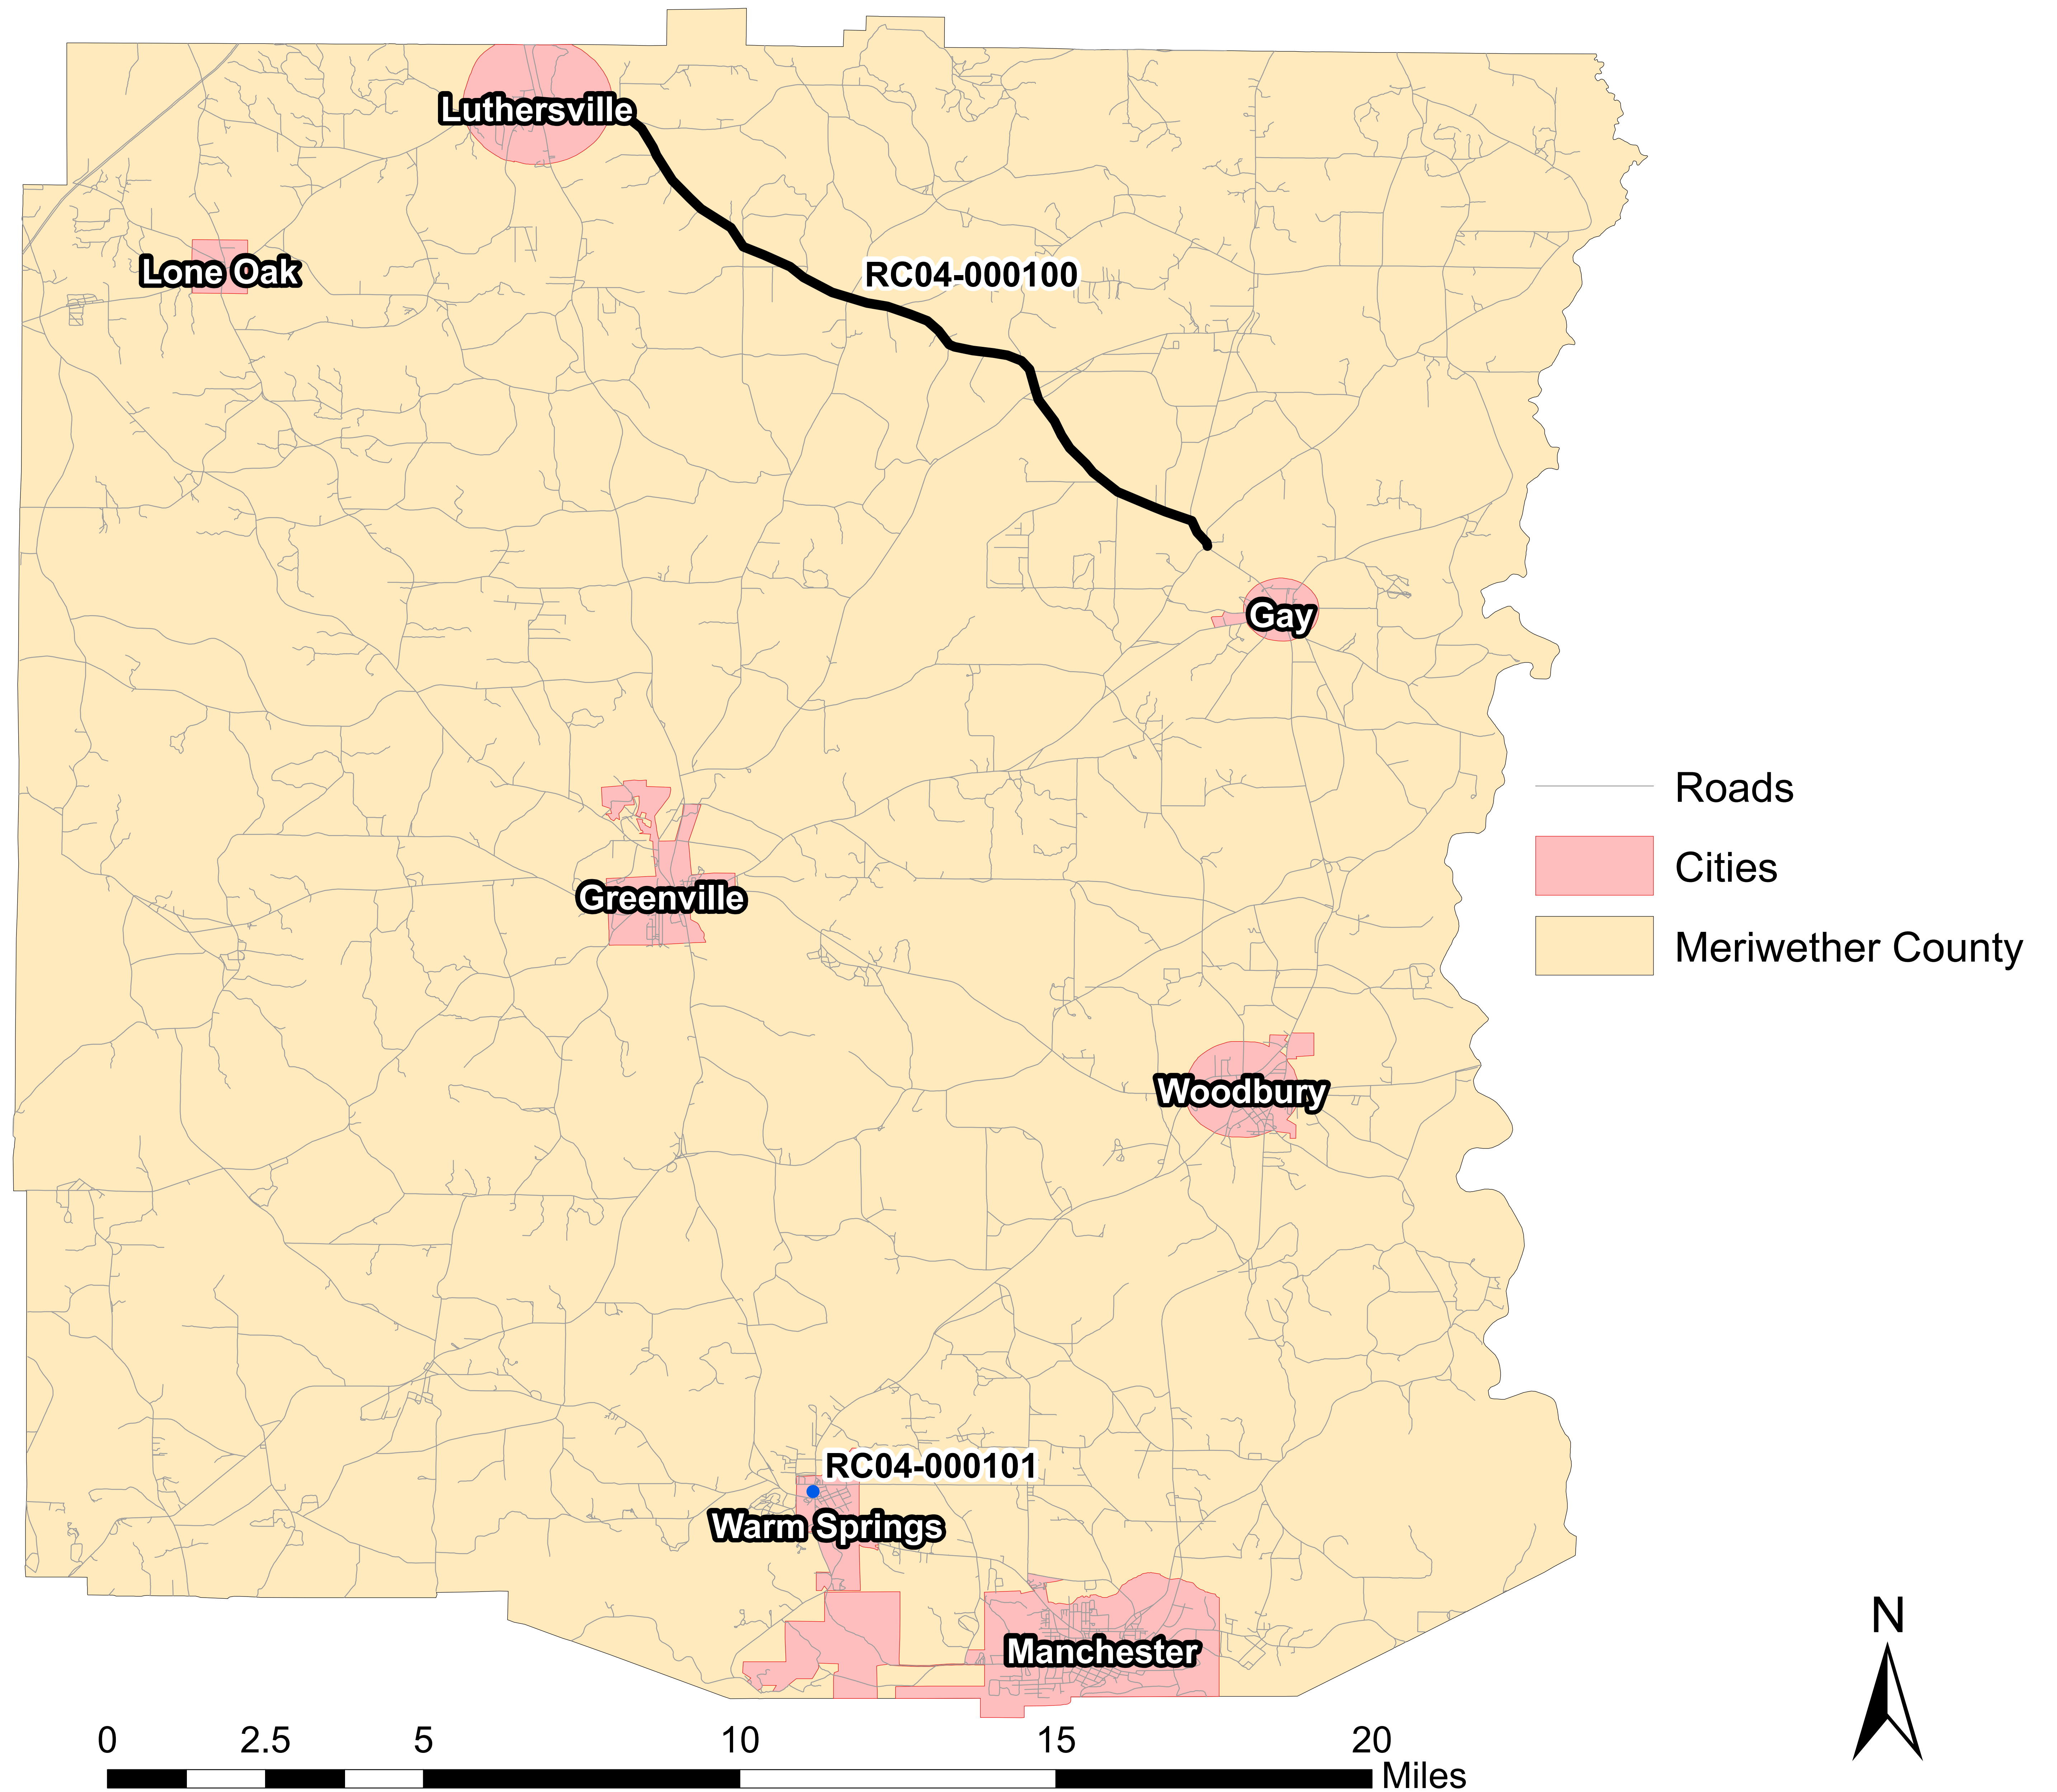 Luthersville
Lone Oak
RC04-000100
Gay
Roads
Cities
Meriwether County
Greenville
Woodbury
RC04-000101
Warm Springs
Manchester
N
0 2.5 5 10 15 20
Miles